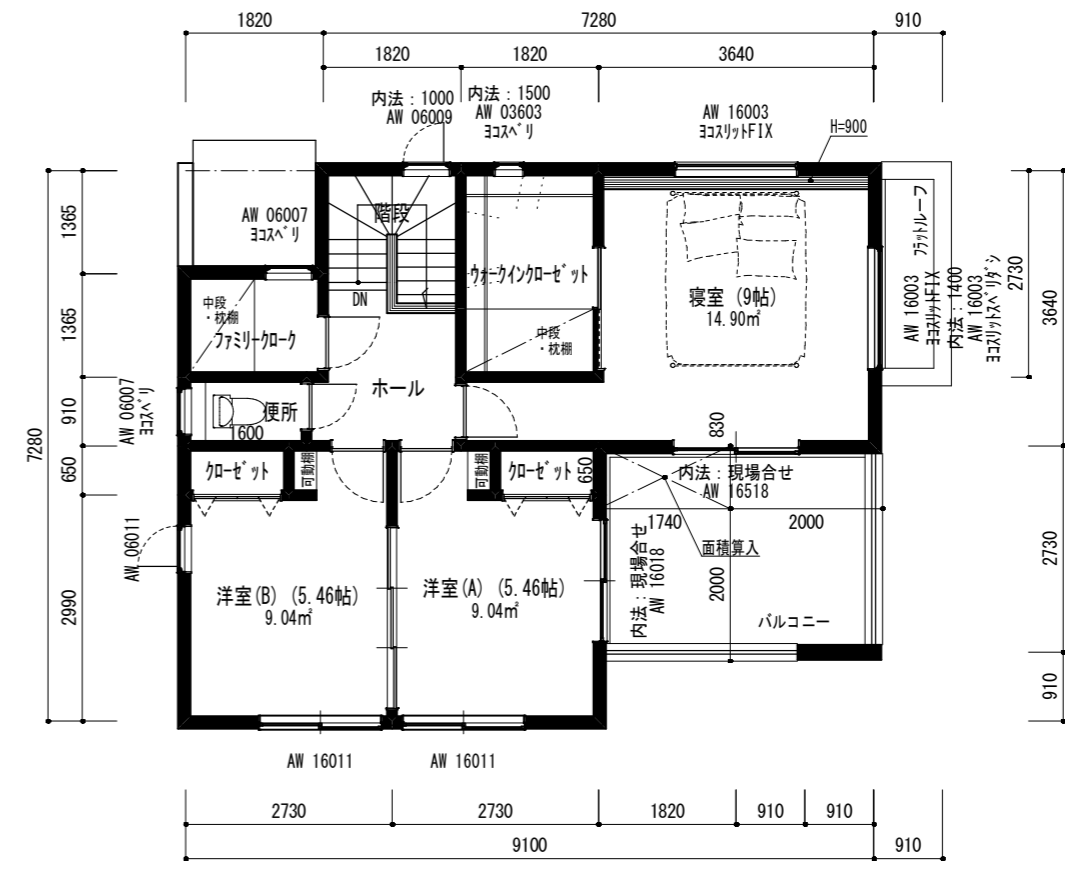 1820
7280
910
1820
1820
3640
内法：1000
AW 06009
内法：1500
AW 03603
ﾖｺｽﾍﾞﾘ
AW 16003
ﾖｺｽﾘｯﾄFIX
H=900
1365
1365
910
650
2990
7280
AW 06007
ﾖｺｽﾍﾞﾘ
階段
DN
ｳｫｰｸｲﾝｸﾛｰｾﾞｯﾄ
中段
・枕棚
寝室 (9帖)
14.90㎡
ﾌﾗｯﾄﾙｰﾌ
AW 16003
ﾖｺｽﾘｯﾄFIX
内法：1400
AW 16003
ﾖｺｽﾘｯﾄｽﾍﾞﾘﾀﾞｼ
2730
3640
2730
910
中段
・枕棚
ファミリークローク
ホール
AW 06007
ﾖｺｽﾍﾞﾘ
便所
1600
クローゼット
可動棚
可動棚
クローゼット
650
830
内法：現場合せ
AW 16518
1740
2000
面積算入
内法：現場合せ
AW 16018
2000
バルコニー
AW 06011
洋室(B) (5.46帖)
9.04㎡
洋室(A) (5.46帖)
9.04㎡
AW 16011
AW 16011
2730
2730
1820
910
910
9100
910